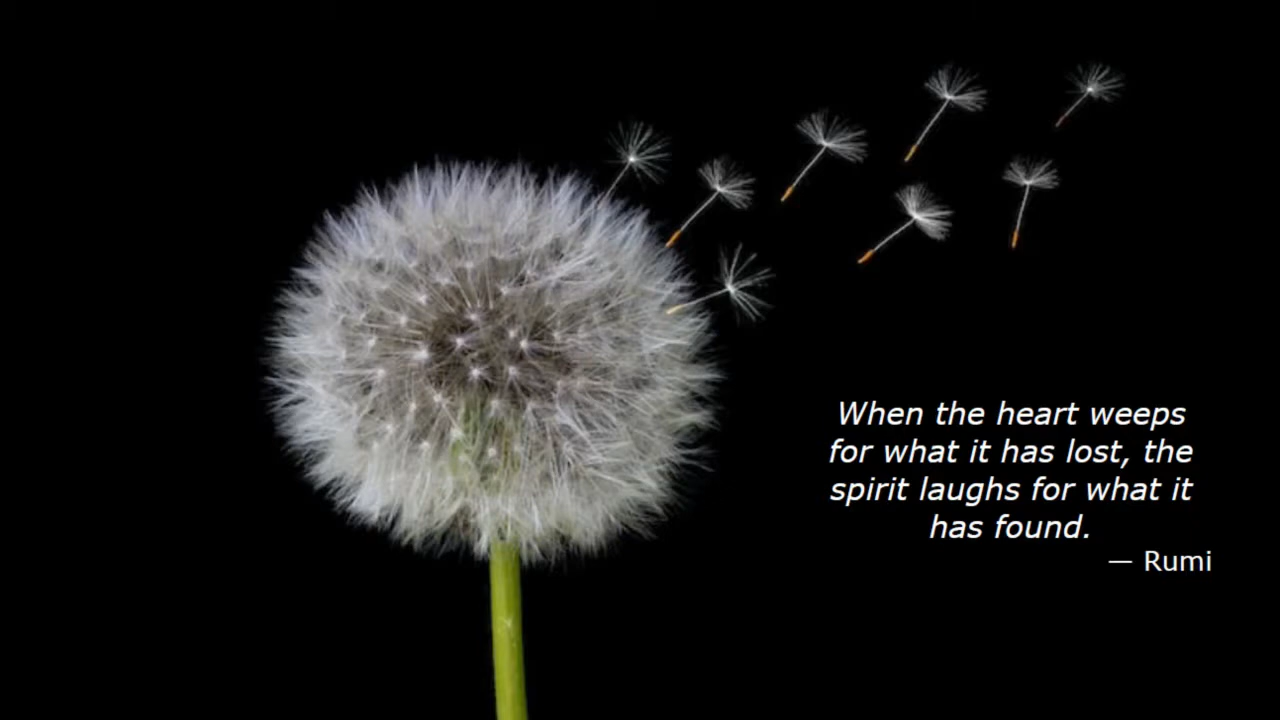 When the heart weeps
for what it has lost, the
spirit laughs for what it
has found.
— Rumi